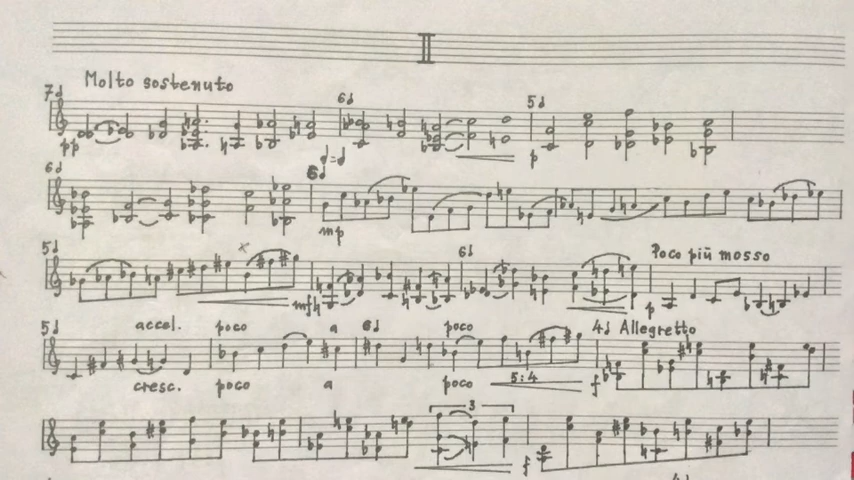 II
Molto sostenuto
7 6 5
pp p
6 6
mp
5 6 Poco più mosso
mf p
5 accel. poco a 6 poco 4 Allegretto
cresc. poco a poco 5:4 f
3
f
4